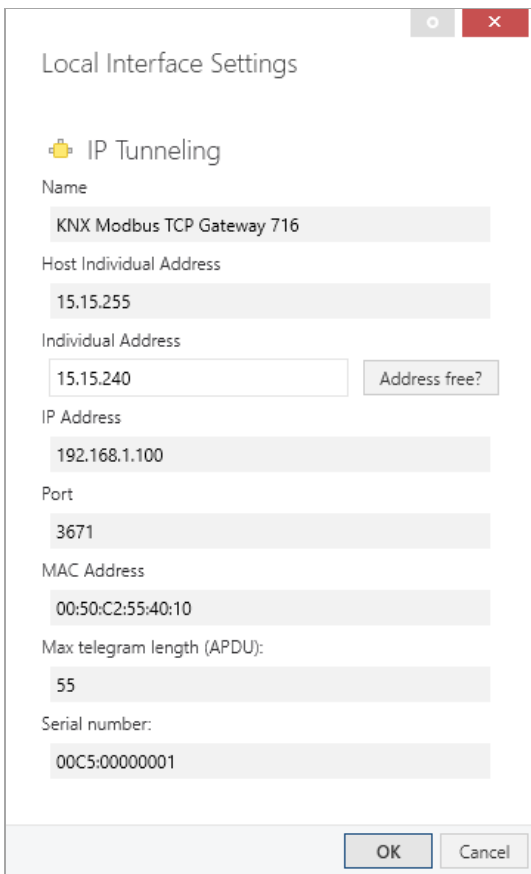 Local Interface Settings
IP Tunneling
Name
KNX Modbus TCP Gateway 716
Host Individual Address
15.15.255
Individual Address
15.15.240
Address free?
IP Address
192.168.1.100
Port
3671
MAC Address
00:50:C2:55:40:10
Max telegram length (APDU):
55
Serial number:
00C5:00000001
OK
Cancel